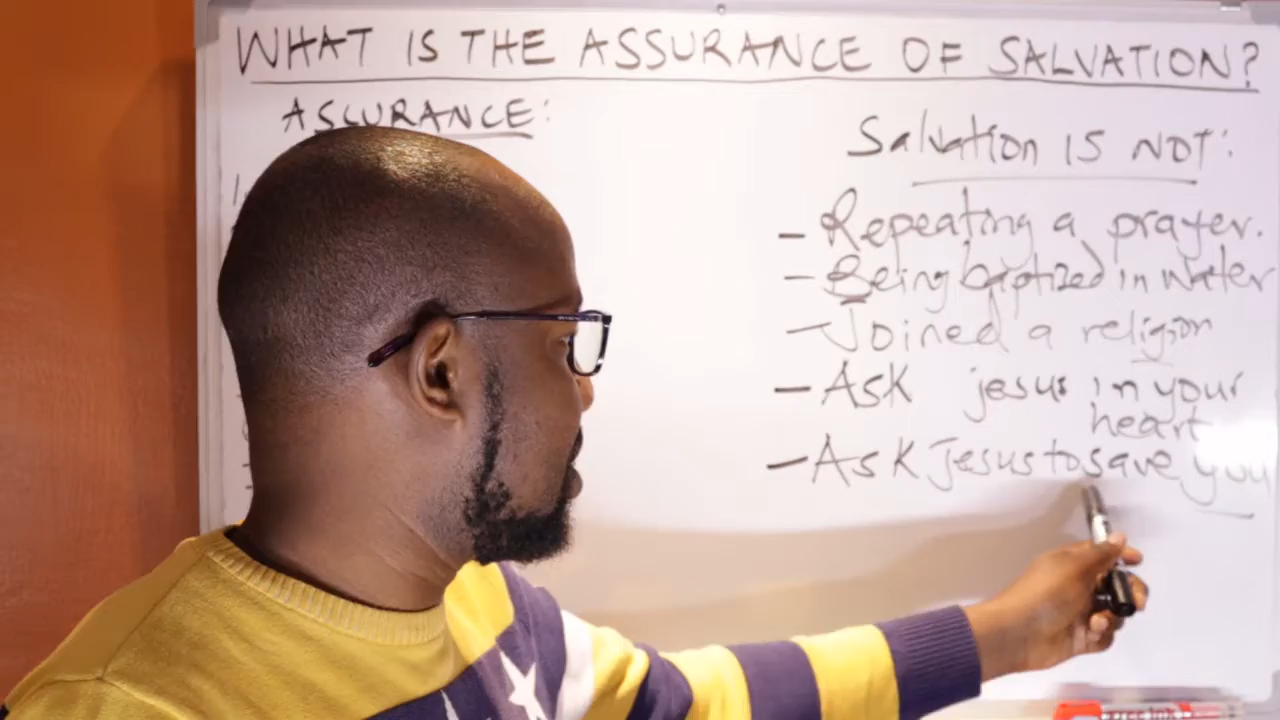 WHAT IS THE ASSURANCE OF SALVATION?
ASSURANCE:
Salvation IS NOT:
- Repeating a prayer.
- Being baptized in water
- Joined a religion
- Ask jesus in your
heart
- Ask Jesus to save you